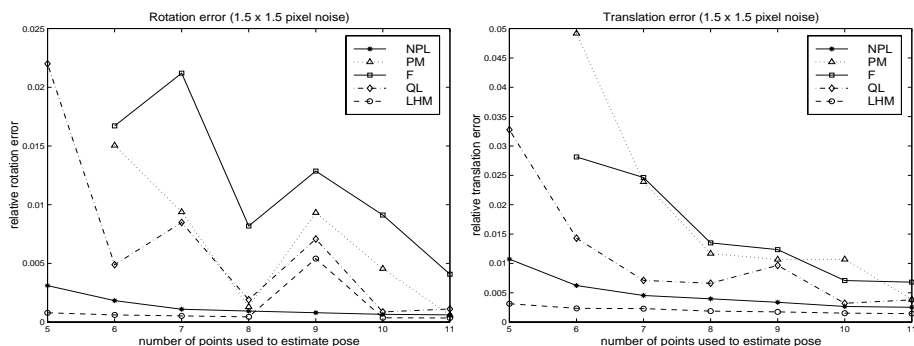 Rotation error (1.5 x 1.5 pixel noise)
0.025
0.02
0.015
0.01
0.005
0
relative rotation error
NPL
PM
F
QL
LHM
5 6 7 8 9 10 11
number of points used to estimate pose
Translation error (1.5 x 1.5 pixel noise)
0.05
0.045
0.04
0.035
0.03
0.025
0.02
0.015
0.01
0.005
0
relative translation error
NPL
PM
F
QL
LHM
5 6 7 8 9 10 11
number of points used to estimate pose